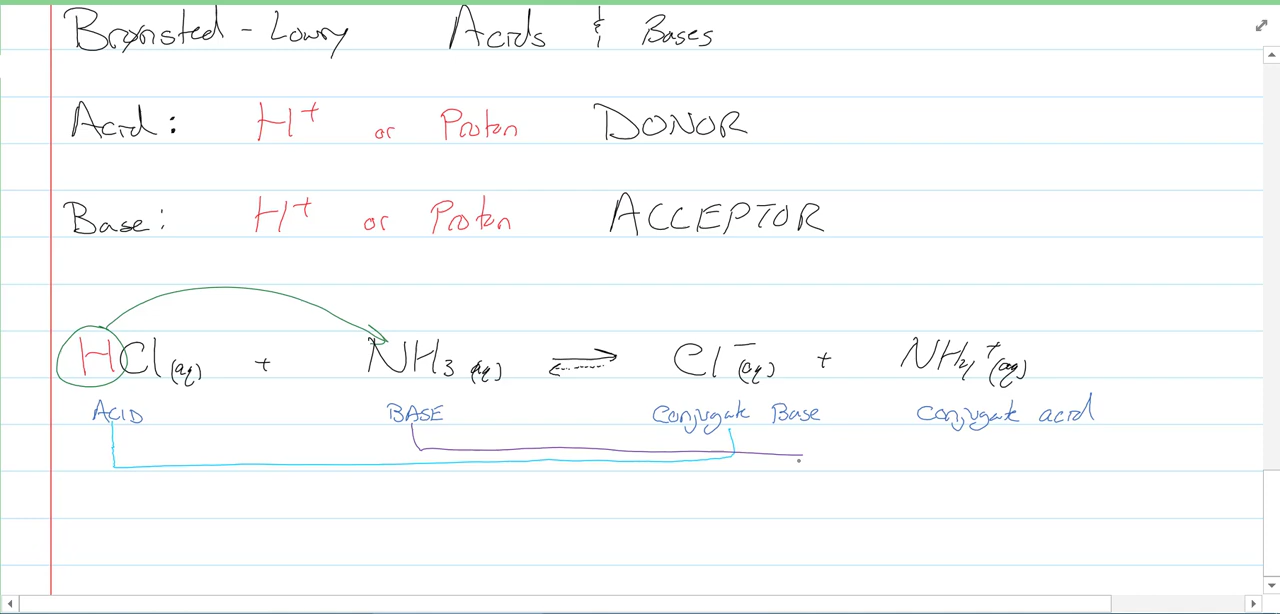 Brønsted - Lowry Acids & Bases
Acid: H+ or Proton DONOR
Base: H+ or Proton ACCEPTOR
HCl (aq) + NH3 (aq) ⇌ Cl⁻ (aq) + NH4⁺ (aq)
ACID BASE Conjugate Base Conjugate acid